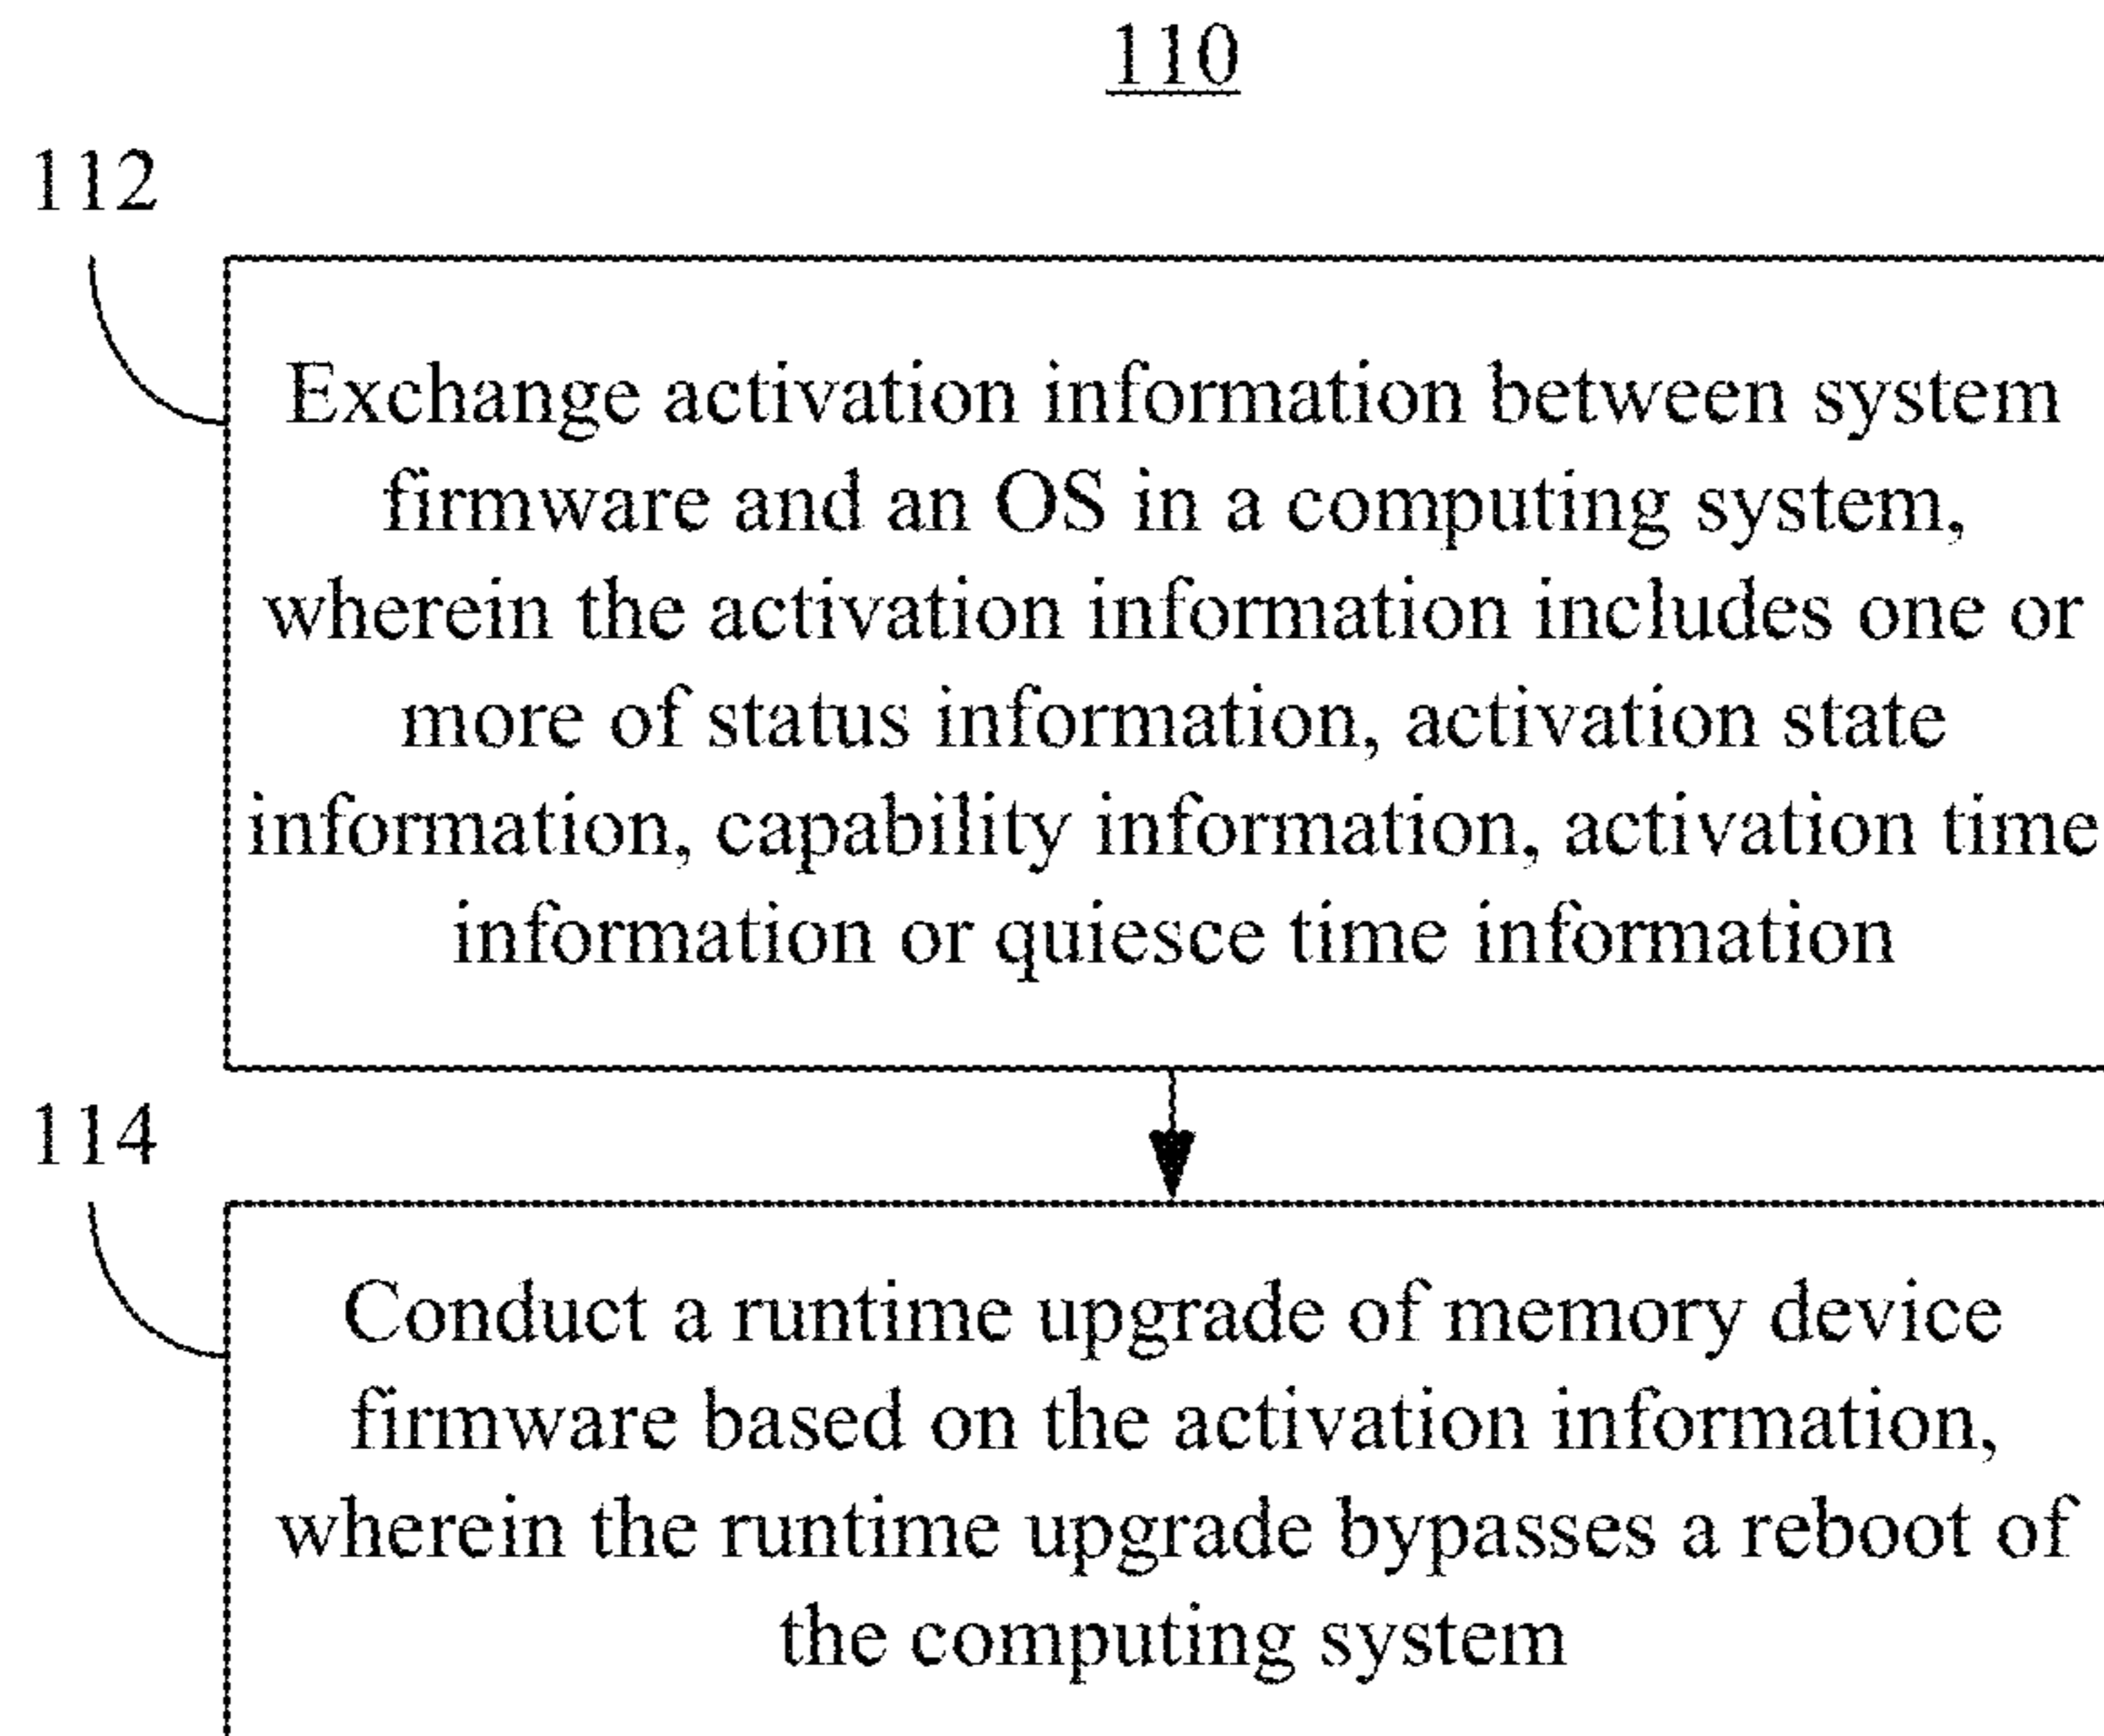 110
112
Exchange activation information between system
firmware and an OS in a computing system,
wherein the activation information includes one or
more of status information, activation state
information, capability information, activation time
information or quiesce time information
114
Conduct a runtime upgrade of memory device
firmware based on the activation information,
wherein the runtime upgrade bypasses a reboot of
the computing system